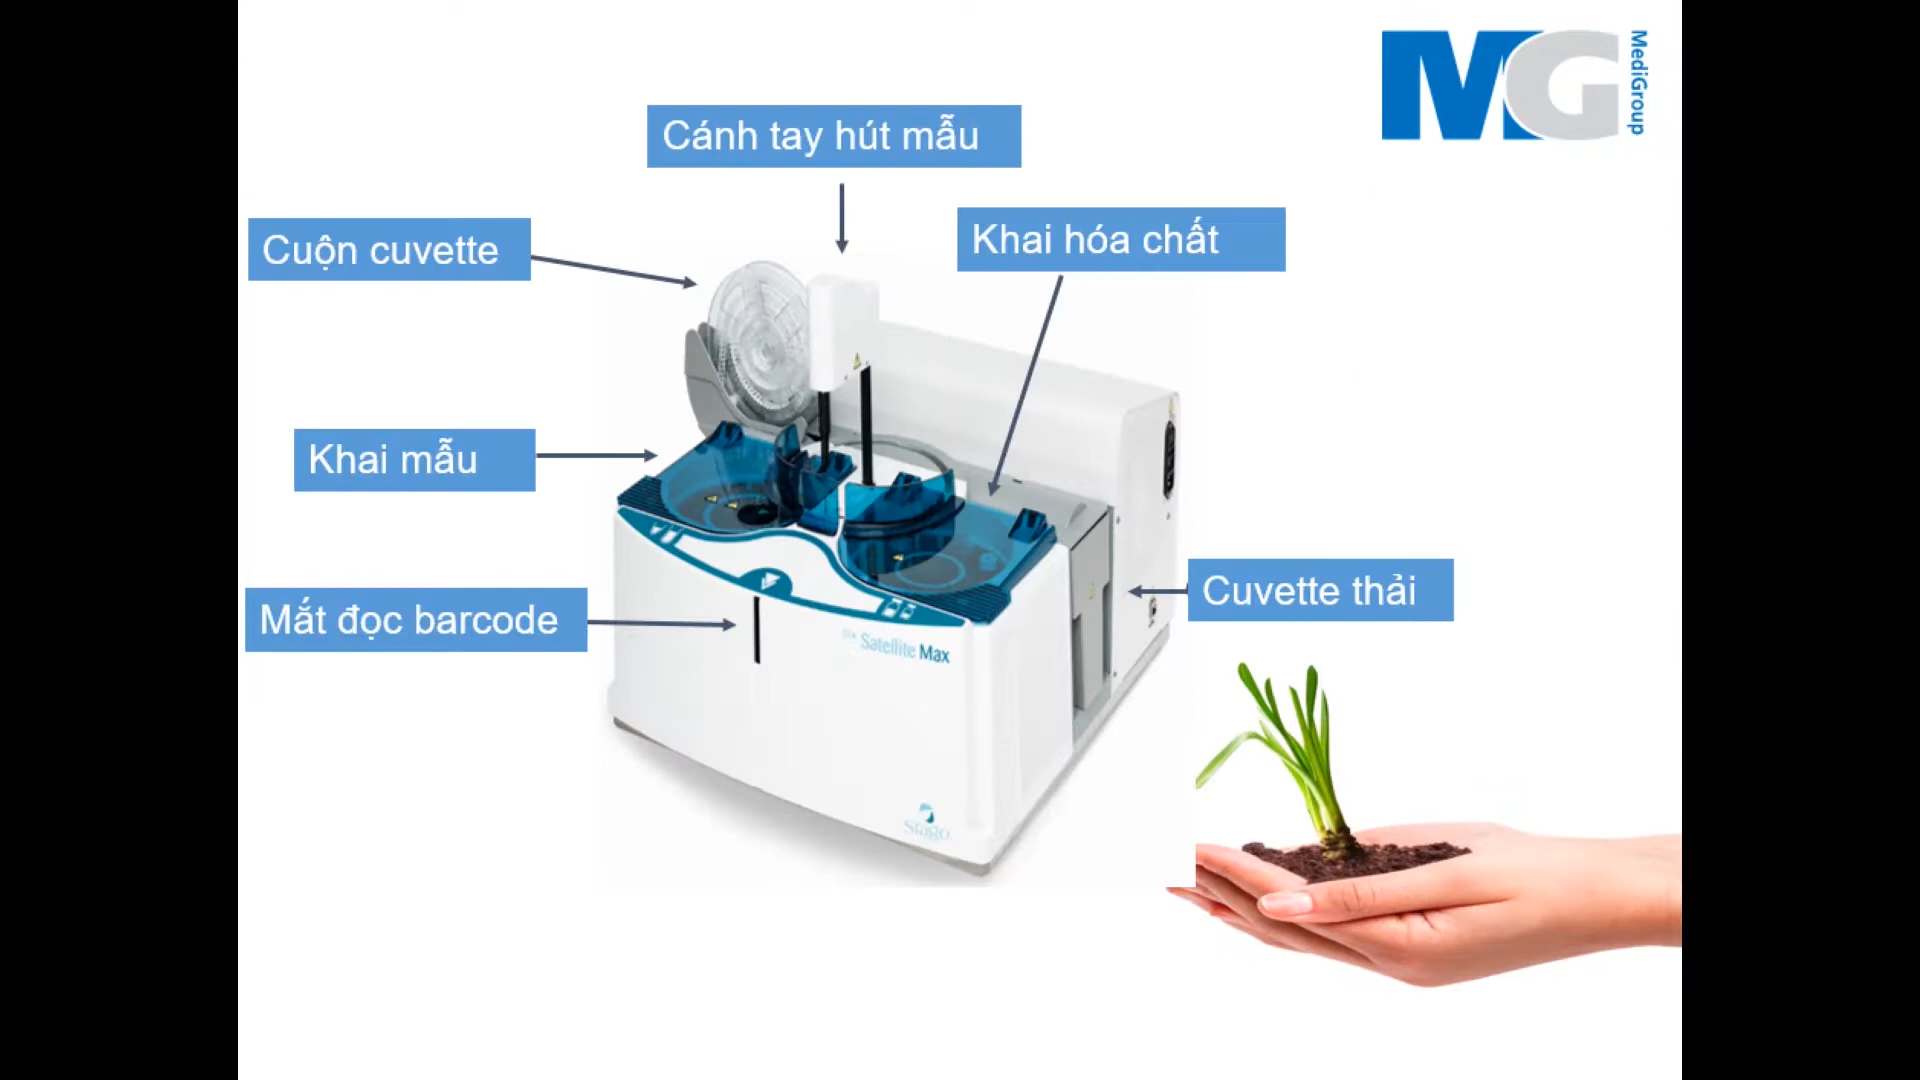 MG
MediGroup
Cánh tay hút mẫu
Khai hóa chất
Cuộn cuvette
Khai mẫu
Cuvette thải
Mắt đọc barcode
Satellite Max
Stago